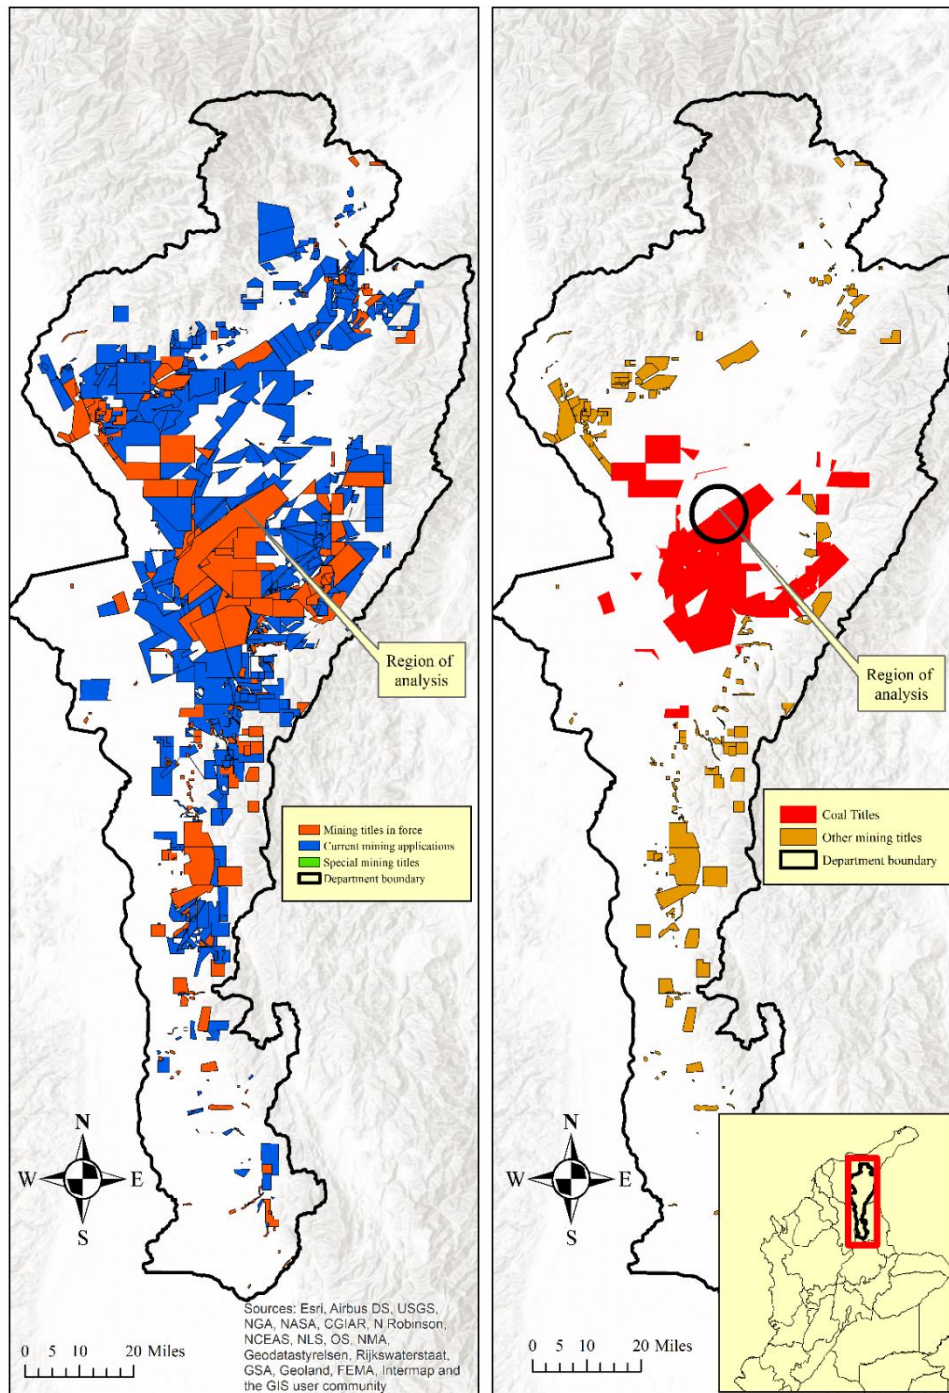 Region of
analysis
Mining titles in force
Current mining applications
Special mining titles
Department boundary
N
W E
S
0 5 10 20 Miles
Sources: Esri, Airbus DS, USGS,
NGA, NASA, CGIAR, N Robinson,
NCEAS, NLS, OS, NMA,
Geodatastyrelsen, Rijkswaterstaat,
GSA, Geoland, FEMA, Intermap and
the GIS user community
Region of
analysis
Coal Titles
Other mining titles
Department boundary
N
W E
S
0 5 10 20 Miles